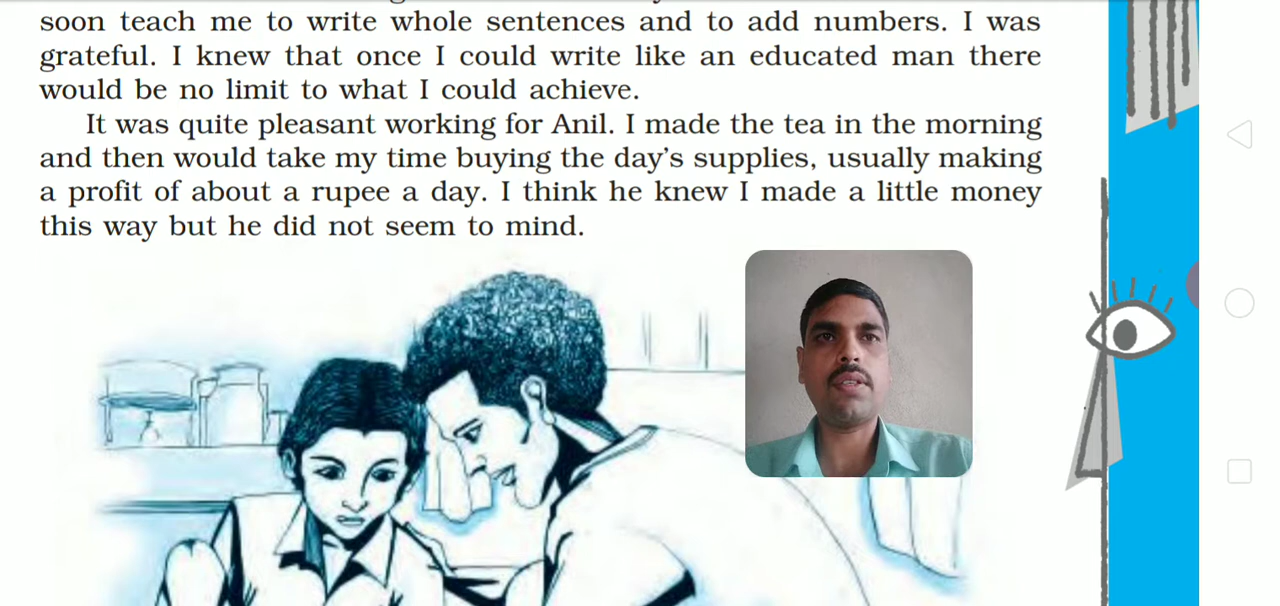 soon teach me to write whole sentences and to add numbers. I was
grateful. I knew that once I could write like an educated man there
would be no limit to what I could achieve.
It was quite pleasant working for Anil. I made the tea in the morning
and then would take my time buying the day's supplies, usually making
a profit of about a rupee a day. I think he knew I made a little money
this way but he did not seem to mind.